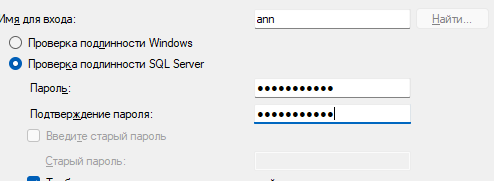 Имя для входа: ann Найти...
Проверка подлинности Windows
Проверка подлинности SQL Server
Пароль: ●●●●●●●●●●●
Подтверждение пароля: ●●●●●●●●●●●
Введите старый пароль
Старый пароль: